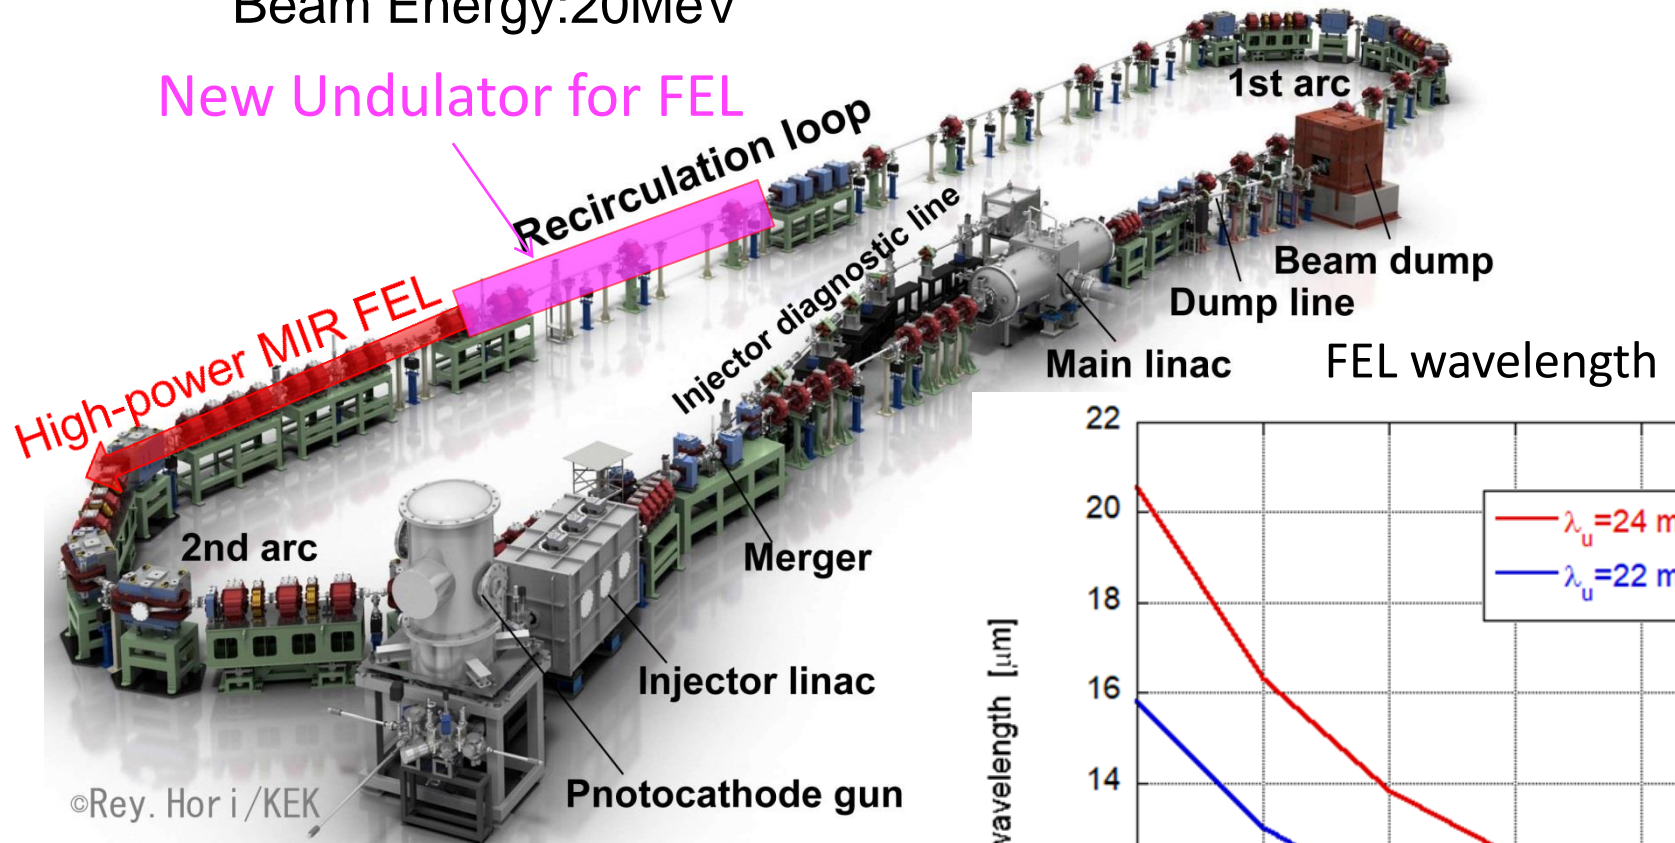 Beam Energy:20MeV
New Undulator for FEL
1st arc
Recirculation loop
Injector diagnostic line
Beam dump
Dump line
High-power MIR FEL
Main linac
FEL wavelength
22
20
λu=24 m
λu=22 m
18
2nd arc
Merger
16
Injector linac
wavelength [μm]
14
Pnotocathode gun
©Rey.Hori/KEK